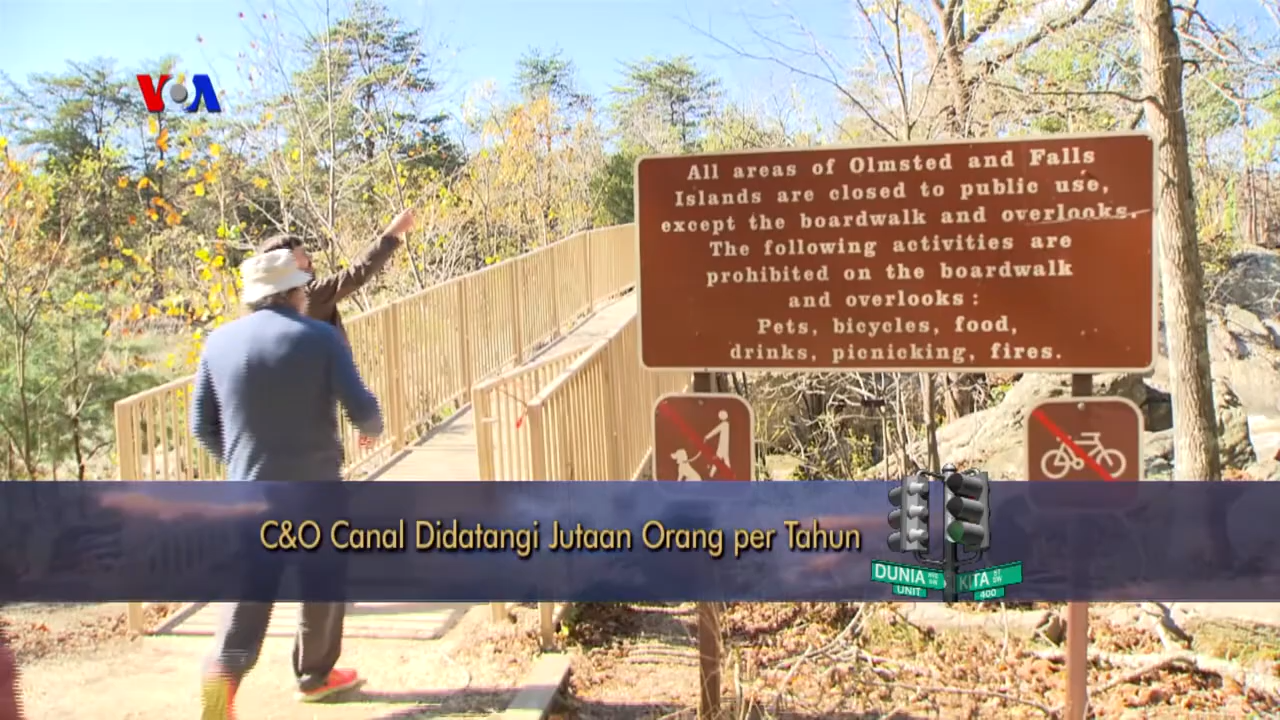 VOA
All areas of Olmsted and Falls
Islands are closed to public use,
except the boardwalk and overlooks.
The following activities are
prohibited on the boardwalk
and overlooks:
Pets, bicycles, food,
drinks, picnicking, fires.
C&O Canal Didatangi Jutaan Orang per Tahun
DUNIA
UNIT
KITA ST SW
400